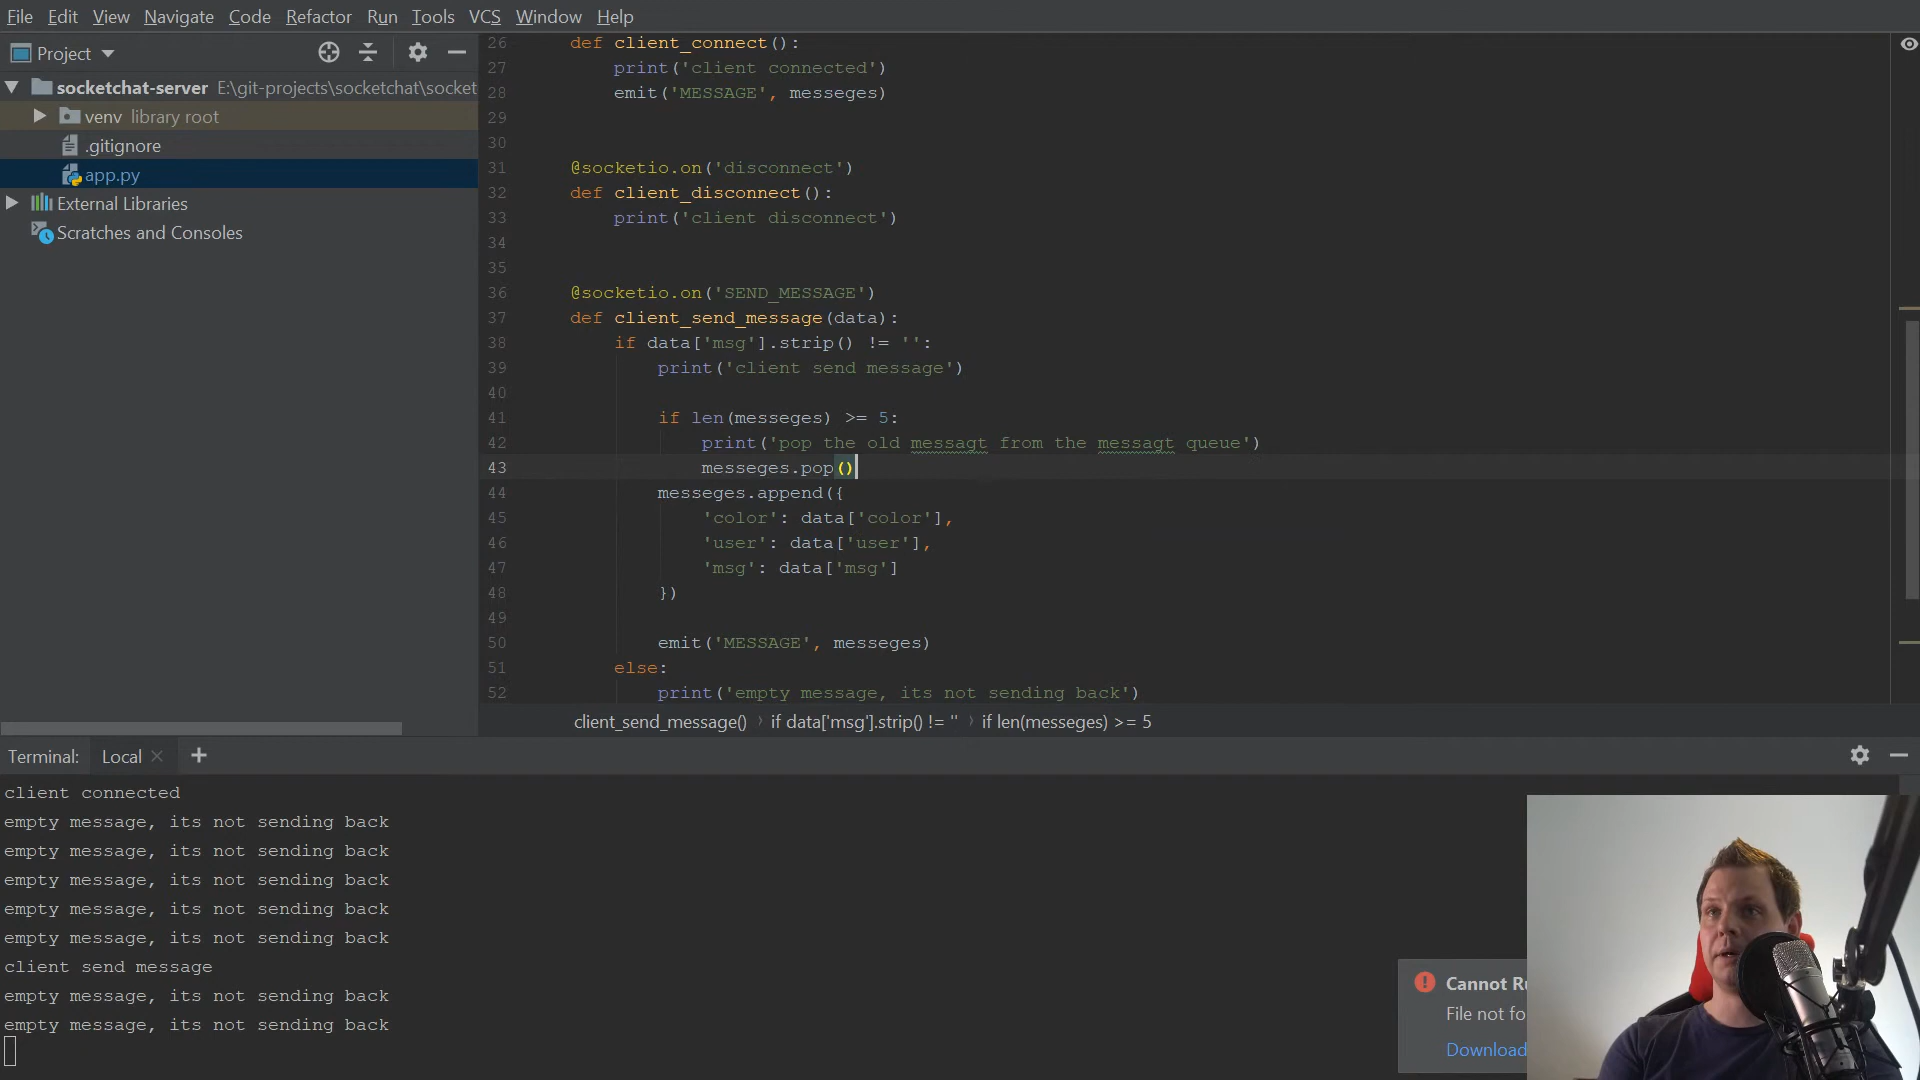 File Edit View Navigate Code Refactor Run Tools VCS Window Help
Project
socketchat-server E:\git-projects\socketchat\socket
venv library root
.gitignore
app.py
External Libraries
Scratches and Consoles
26 def client_connect():
27 print('client connected')
28 emit('MESSAGE', messeges)
29
30
31 @socketio.on('disconnect')
32 def client_disconnect():
33 print('client disconnect')
34
35
36 @socketio.on('SEND_MESSAGE')
37 def client_send_message(data):
38 if data['msg'].strip() != '':
39 print('client send message')
40
41 if len(messeges) >= 5:
42 print('pop the old messagt from the messagt queue')
43 messeges.pop()
44 messeges.append({
45 'color': data['color'],
46 'user': data['user'],
47 'msg': data['msg']
48 })
49
50 emit('MESSAGE', messeges)
51 else:
52 print('empty message, its not sending back')
client_send_message() › if data['msg'].strip() != '' › if len(messeges) >= 5
Terminal: Local × +
client connected
empty message, its not sending back
empty message, its not sending back
empty message, its not sending back
empty message, its not sending back
empty message, its not sending back
client send message
empty message, its not sending back
empty message, its not sending back
Cannot Ru
File not fo
Download